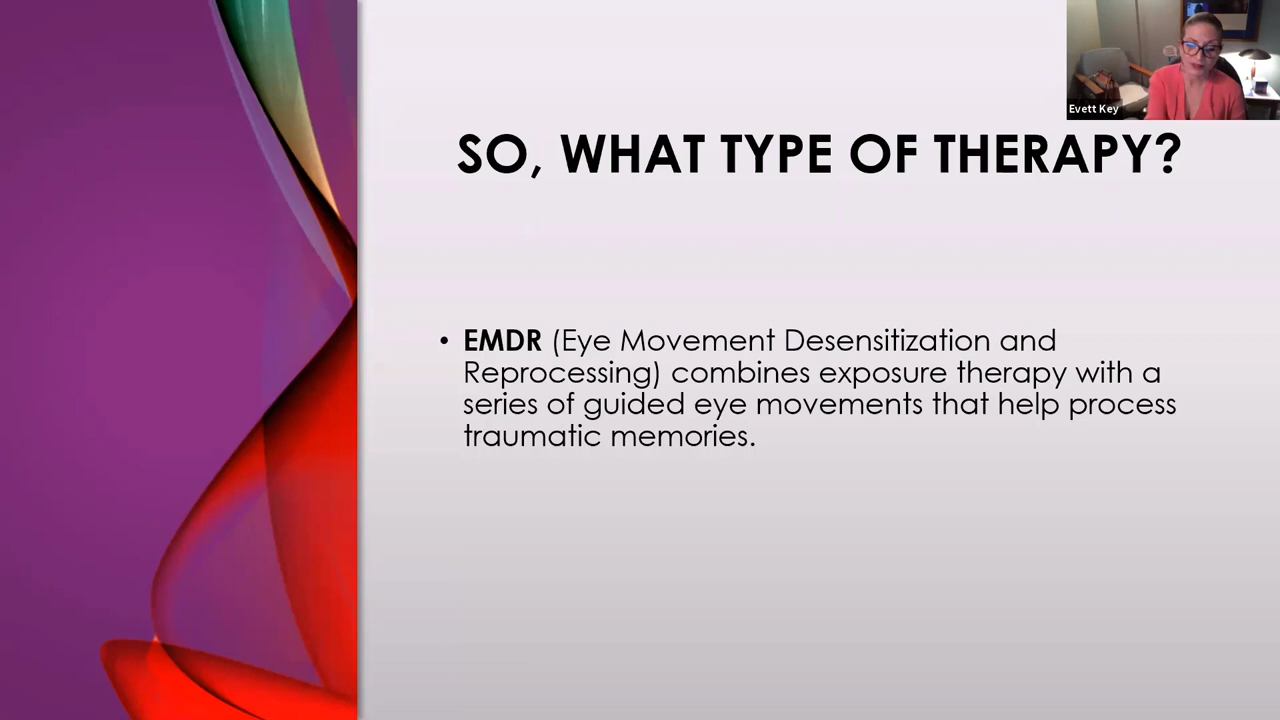 Evett Key
SO, WHAT TYPE OF THERAPY?
• EMDR (Eye Movement Desensitization and
Reprocessing) combines exposure therapy with a
series of guided eye movements that help process
traumatic memories.